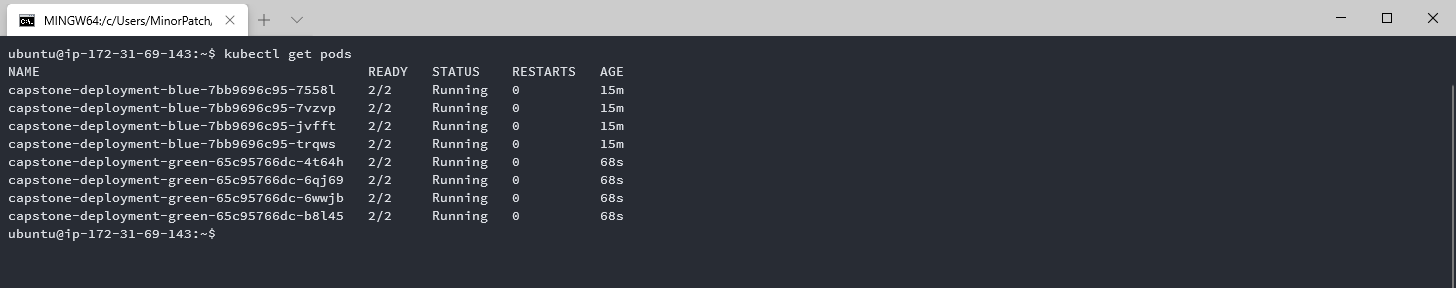 MINGW64:/c/Users/MinorPatch/
ubuntu@ip-172-31-69-143:~$ kubectl get pods
NAME READY STATUS RESTARTS AGE
capstone-deployment-blue-7bb9696c95-7558l 2/2 Running 0 15m
capstone-deployment-blue-7bb9696c95-7vzvp 2/2 Running 0 15m
capstone-deployment-blue-7bb9696c95-jvfft 2/2 Running 0 15m
capstone-deployment-blue-7bb9696c95-trqws 2/2 Running 0 15m
capstone-deployment-green-65c95766dc-4t64h 2/2 Running 0 68s
capstone-deployment-green-65c95766dc-6qj69 2/2 Running 0 68s
capstone-deployment-green-65c95766dc-6wwjb 2/2 Running 0 68s
capstone-deployment-green-65c95766dc-b8l45 2/2 Running 0 68s
ubuntu@ip-172-31-69-143:~$